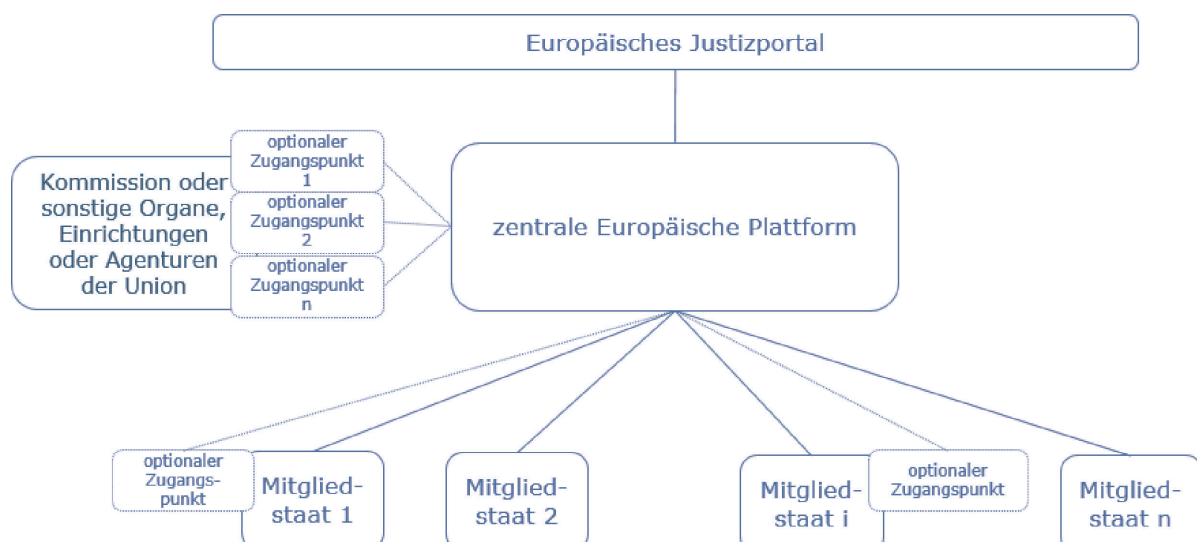 Europäisches Justizportal
optionaler
Zugangspunkt
1
Kommission oder
sonstige Organe,
Einrichtungen
oder Agenturen
der Union
optionaler
Zugangspunkt
2
optionaler
Zugangspunkt
n
zentrale Europäische Plattform
optionaler
Zugangs-
punkt
Mitglied-
staat 1
Mitglied-
staat 2
Mitglied-
staat i
optionaler
Zugangspunkt
Mitglied-
staat n